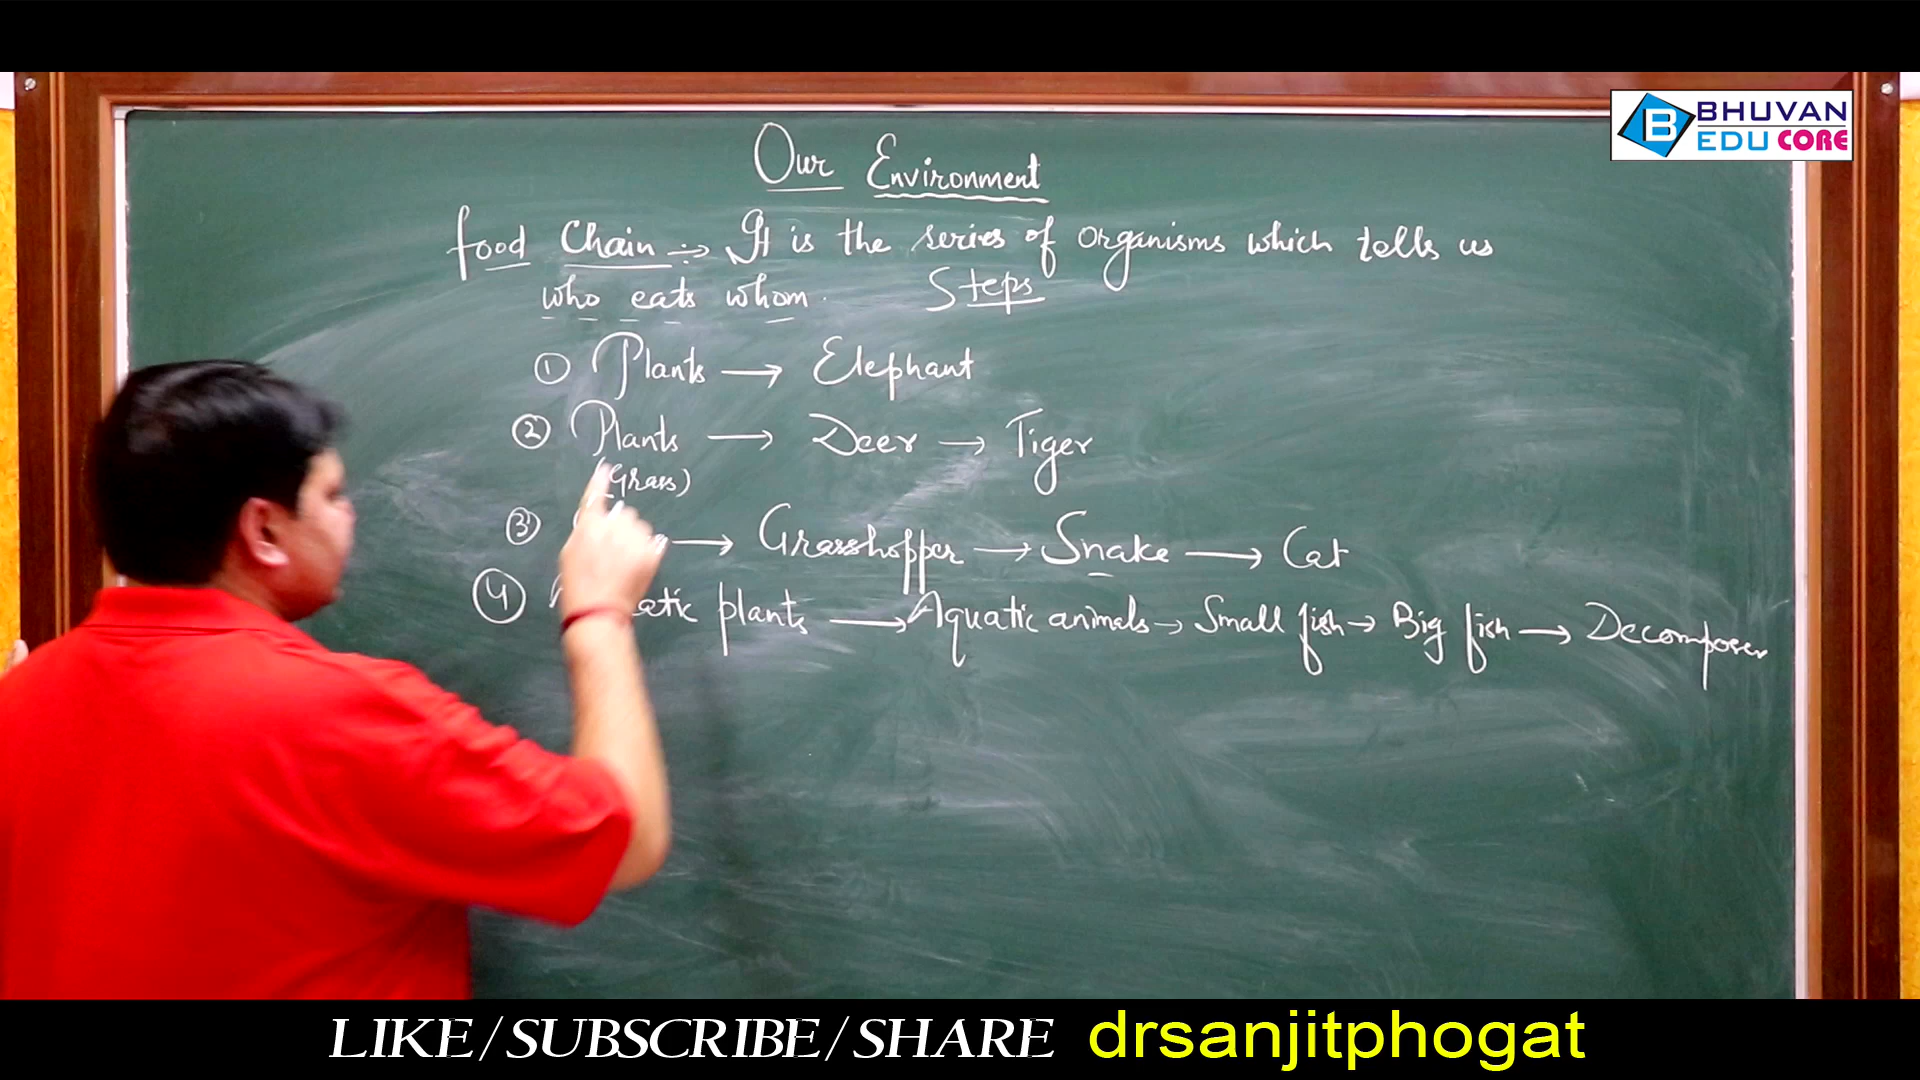 BHUVAN
EDU CORE
Our Environment
food Chain :→ It is the series of organisms which tells us
who eats whom. Steps
① Plants → Elephant
② Plants → Deer → Tiger
(Grass)
③ → Grasshopper → Snake → Cat
④ plants → Aquatic animals → Small fish → Big fish → Decomposer
LIKE/SUBSCRIBE/SHARE drsanjitphogat